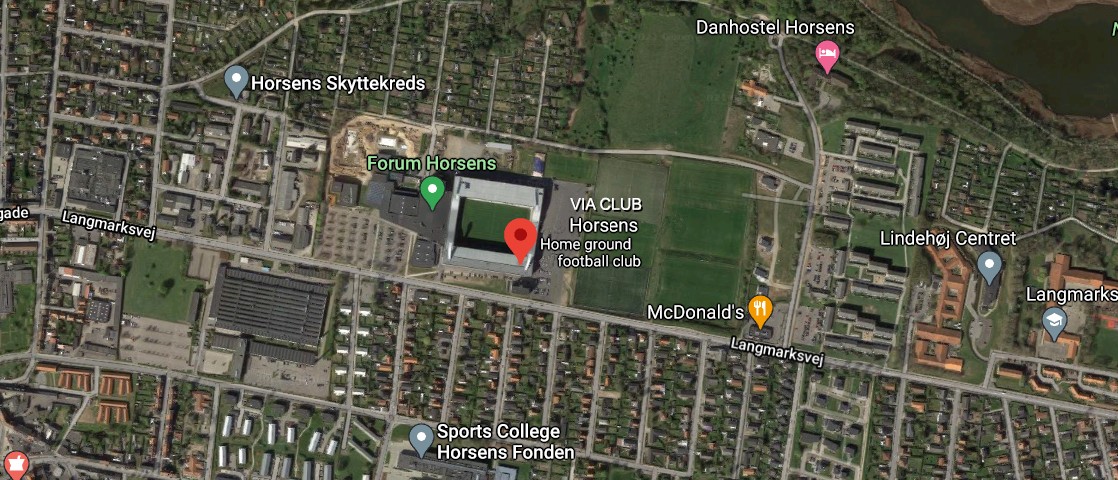 Danhostel Horsens
Horsens Skyttekreds
Forum Horsens
VIA CLUB
Horsens
Home ground
football club
gade
Langmarksvej
Lindehøj Centret
Langmarks
McDonald's
Langmarksvej
Sports College
Horsens Fonden